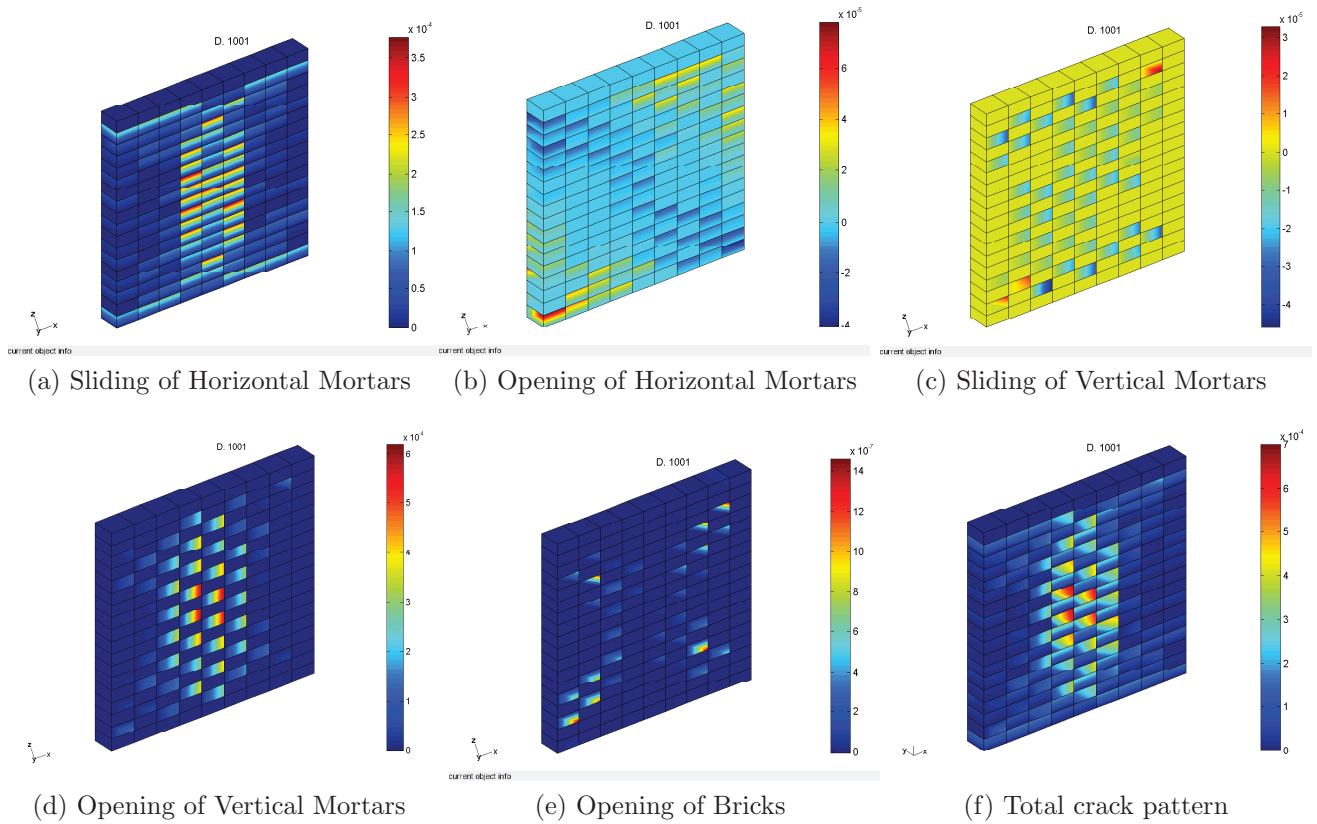 D. 1001
x 10-4
3.5
3
2.5
2
1.5
1
0.5
0
z
y
x
current object info
(a) Sliding of Horizontal Mortars
D. 1001
x 10-5
6
4
2
0
-2
-4
z
y
x
current object info
(b) Opening of Horizontal Mortars
D. 1001
x 10-5
3
2
1
0
-1
-2
-3
-4
z
y
x
current object info
(c) Sliding of Vertical Mortars
D. 1001
x 10-4
6
5
4
3
2
1
0
z
y
x
(d) Opening of Vertical Mortars
D. 1001
x 10-7
14
12
10
8
6
4
2
0
z
y
x
current object info
(e) Opening of Bricks
D. 1001
x 10-4
7
6
5
4
3
2
1
0
y
x
(f) Total crack pattern